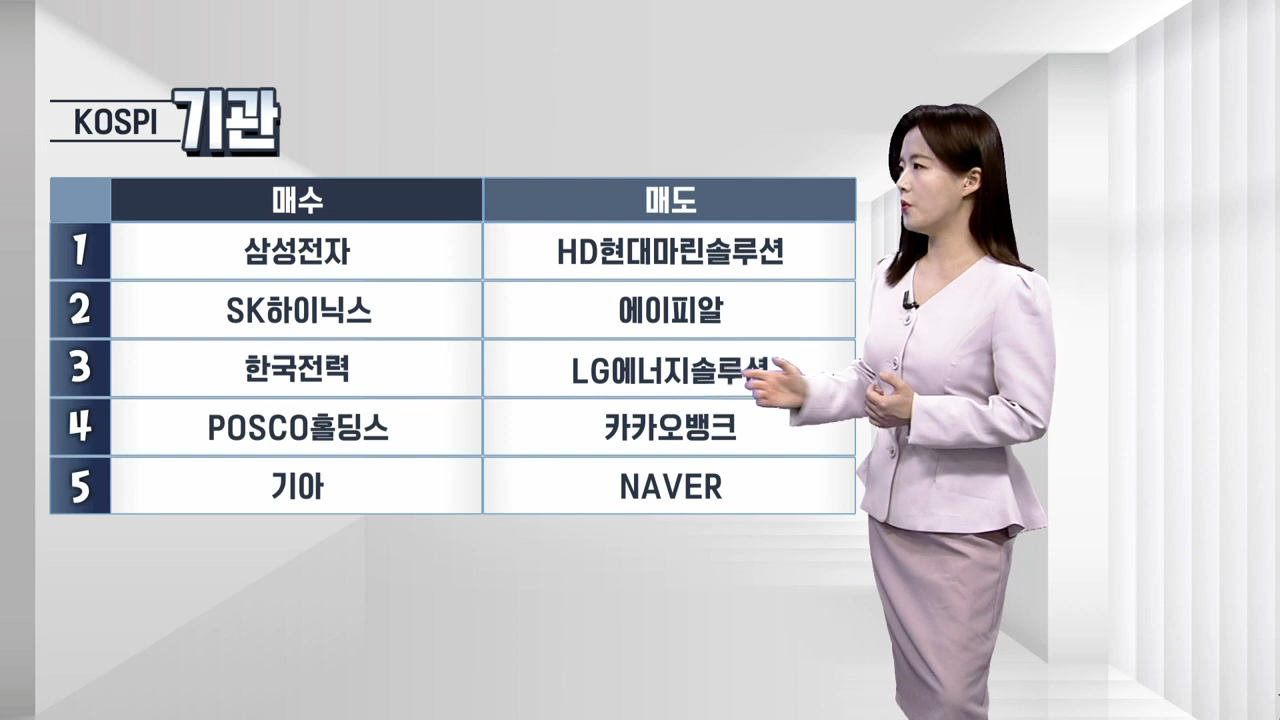 KOSPI 기관
매수 매도
1 삼성전자 HD현대마린솔루션
2 SK하이닉스 에이피알
3 한국전력 LG에너지솔루션
4 POSCO홀딩스 카카오뱅크
5 기아 NAVER